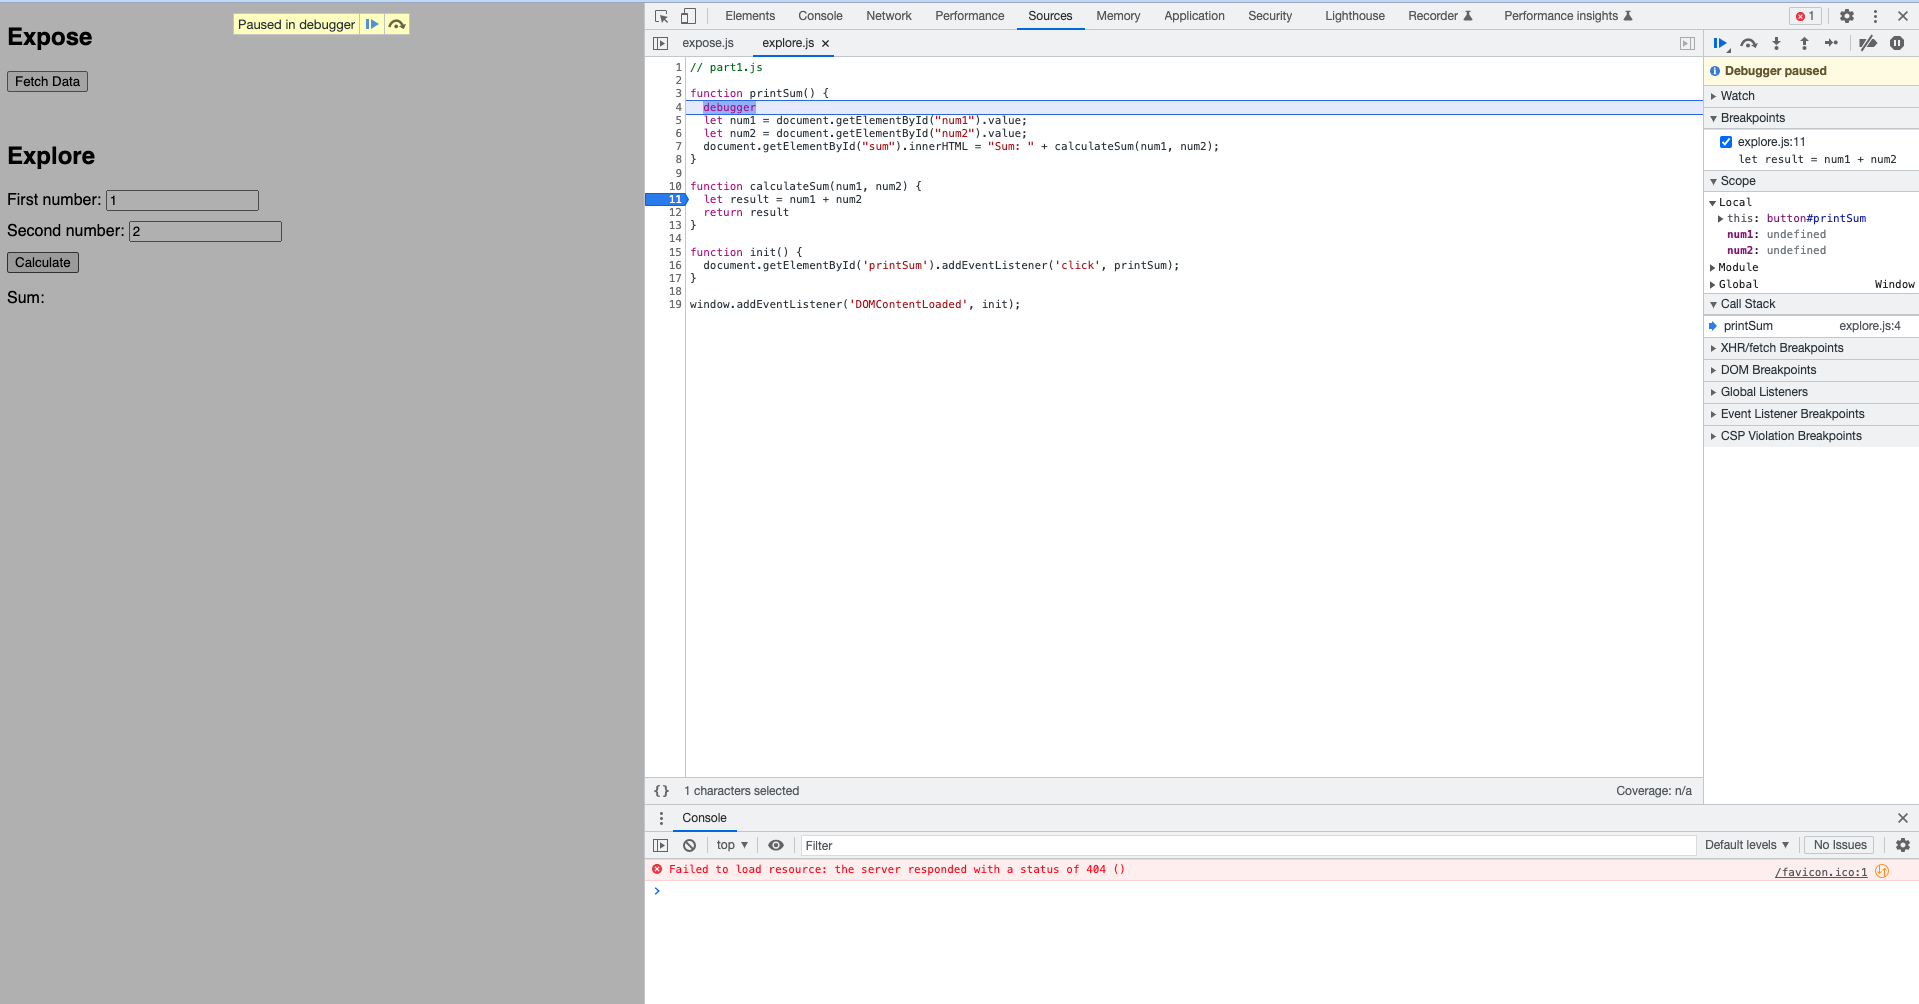 Expose
Paused in debugger
Fetch Data
Explore
First number: 1
Second number: 2
Calculate
Sum:
Elements Console Network Performance Sources Memory Application Security Lighthouse Recorder Performance insights 1
expose.js explore.js ×
1 // part1.js
2
3 function printSum() {
4 debugger
5 let num1 = document.getElementById("num1").value;
6 let num2 = document.getElementById("num2").value;
7 document.getElementById("sum").innerHTML = "Sum: " + calculateSum(num1, num2);
8 }
9
10 function calculateSum(num1, num2) {
11 let result = num1 + num2
12 return result
13 }
14
15 function init() {
16 document.getElementById('printSum').addEventListener('click', printSum);
17 }
18
19 window.addEventListener('DOMContentLoaded', init);
Debugger paused
Watch
Breakpoints
explore.js:11
let result = num1 + num2
Scope
Local
this: button#printSum
num1: undefined
num2: undefined
Module
Global Window
Call Stack
printSum explore.js:4
XHR/fetch Breakpoints
DOM Breakpoints
Global Listeners
Event Listener Breakpoints
CSP Violation Breakpoints
{} 1 characters selected Coverage: n/a
Console
top Filter Default levels No Issues
Failed to load resource: the server responded with a status of 404 () /favicon.ico:1